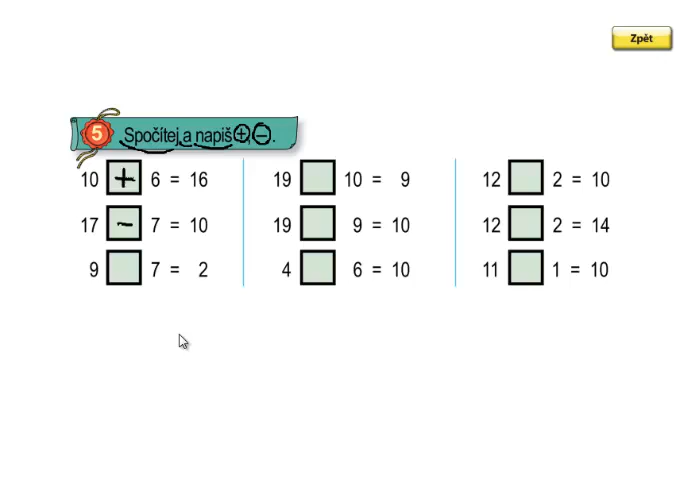 Zpět
5 Spočítej a napiš +, −.
10 + 6 = 16
17 - 7 = 10
9 7 = 2
19 10 = 9
19 9 = 10
4 6 = 10
12 2 = 10
12 2 = 14
11 1 = 10